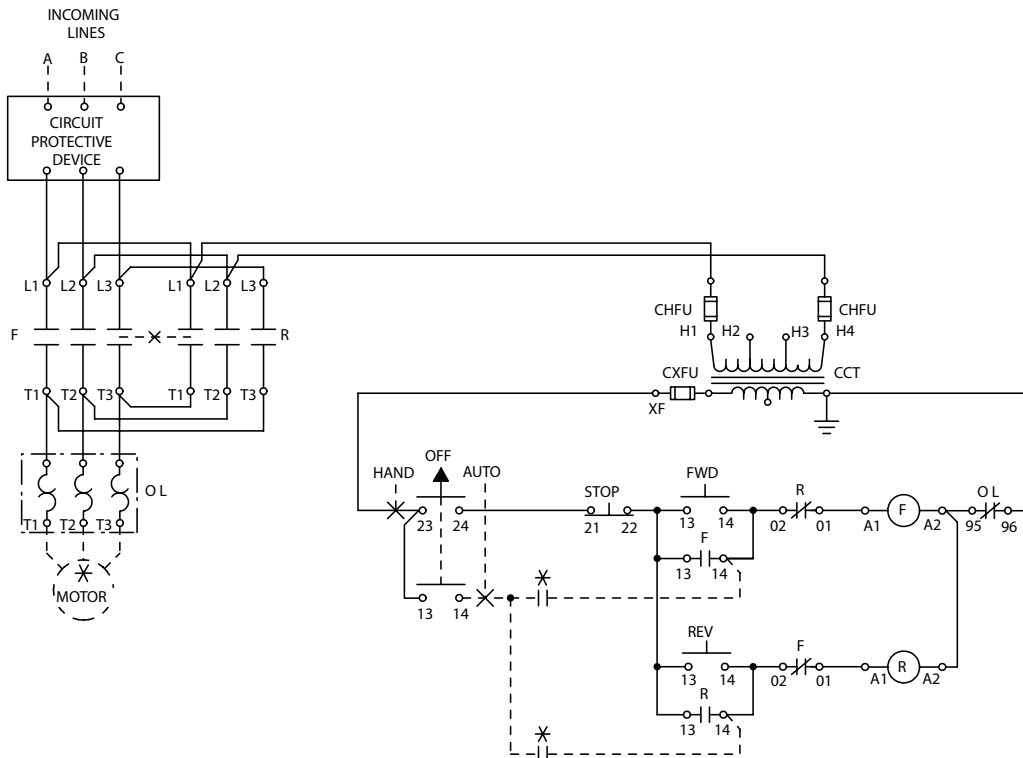 INCOMING
LINES
A B C
CIRCUIT
PROTECTIVE
DEVICE
L1 L2 L3 L1 L2 L3
F R
T1 T2 T3 T1 T2 T3
O L
T1 T2 T3
MOTOR
CHFU CHFU
H1 H2 H3 H4
CXFU CCT
XF
HAND OFF AUTO
23 24
13 14
STOP
21 22
FWD
13 14
R
02 01
A1 F A2
O L
95 96
F
13 14
REV
13 14
F
02 01
A1 R A2
R
13 14